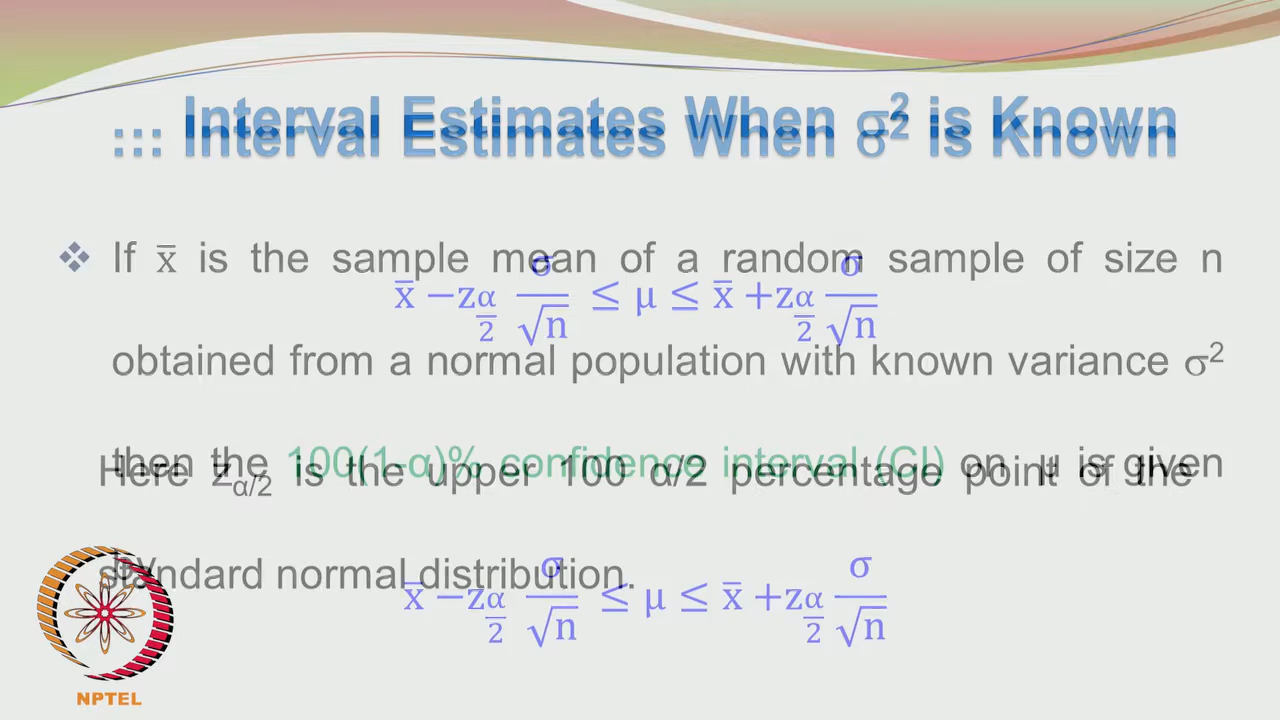 ... Interval Estimates When σ² is Known
❖ If x̄ is the sample mean of a random sample of size n
x̄ − z_{α/2} σ/√n ≤ μ ≤ x̄ + z_{α/2} σ/√n
obtained from a normal population with known variance σ²
then the 100(1-α)% confidence interval (CI) on μ is given
Here z_{α/2} is the upper 100 α/2 percentage point of the
by
standard normal distribution.
x̄ − z_{α/2} σ/√n ≤ μ ≤ x̄ + z_{α/2} σ/√n
NPTEL